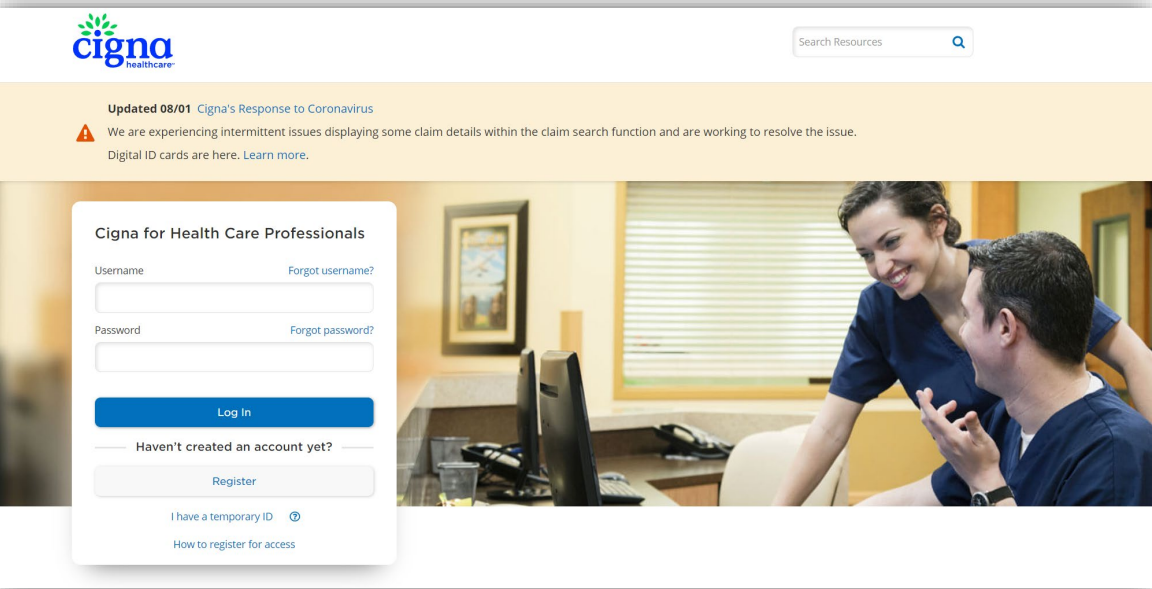 cigna
healthcare
Search Resources
Updated 08/01 Cigna's Response to Coronavirus
We are experiencing intermittent issues displaying some claim details within the claim search function and are working to resolve the issue.
Digital ID cards are here. Learn more.
Cigna for Health Care Professionals
Username Forgot username?
Password Forgot password?
Log In
Haven't created an account yet?
Register
I have a temporary ID
How to register for access